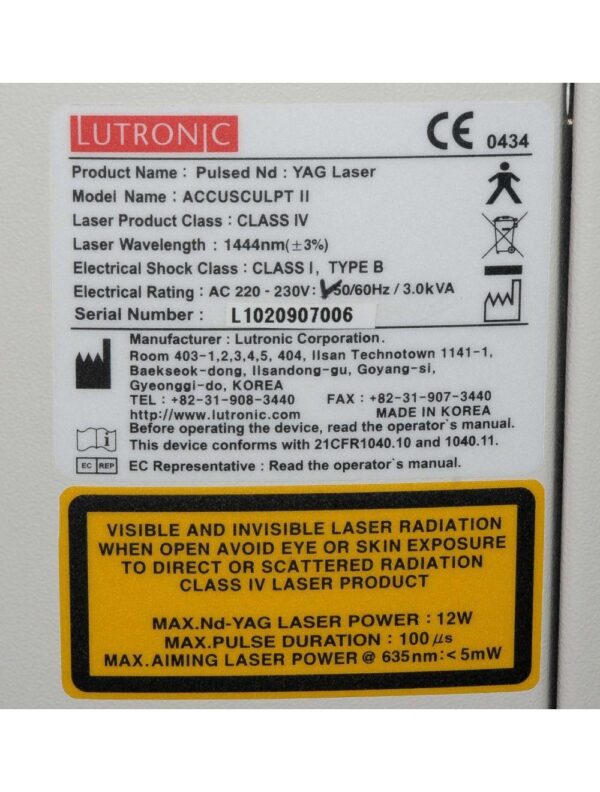 LUTRONIC
CE 0434
Product Name : Pulsed Nd : YAG Laser
Model Name : ACCUSCULPT II
Laser Product Class : CLASS IV
Laser Wavelength : 1444nm(±3%)
Electrical Shock Class : CLASS I, TYPE B
Electrical Rating : AC 220 - 230V: ✓50/60Hz / 3.0kVA
Serial Number : L1020907006
Manufacturer : Lutronic Corporation.
Room 403-1,2,3,4,5, 404, Ilsan Technotown 1141-1,
Baekseok-dong, Ilsandong-gu, Goyang-si,
Gyeonggi-do, KOREA
TEL : +82-31-908-3440 FAX : +82-31-907-3440
http://www.lutronic.com MADE IN KOREA
Before operating the device, read the operator`s manual.
This device conforms with 21CFR1040.10 and 1040.11.
EC REP EC Representative : Read the operator`s manual.
VISIBLE AND INVISIBLE LASER RADIATION
WHEN OPEN AVOID EYE OR SKIN EXPOSURE
TO DIRECT OR SCATTERED RADIATION
CLASS IV LASER PRODUCT
MAX.Nd-YAG LASER POWER : 12W
MAX.PULSE DURATION : 100μs
MAX.AIMING LASER POWER @ 635nm:<5mW